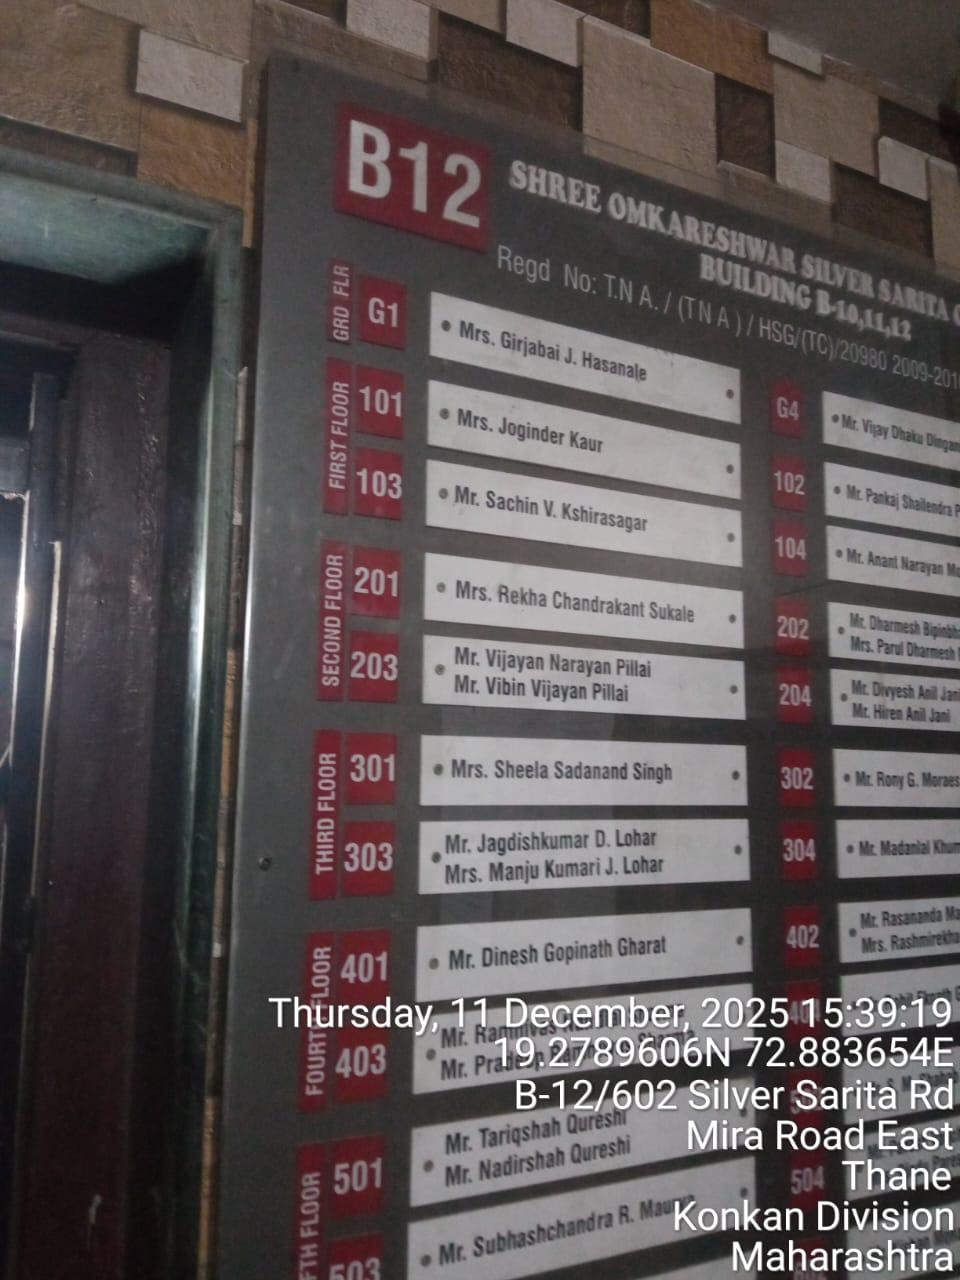 B12
SHREE OMKARESHWAR SILVER SARITA
BUILDING B-10,11,12
Regd No: T.N A. / (TN A ) / HSG/(TC)/20980 2009-201
GRD FLR
G1
Mrs. Girjabai J. Hasanale
G4
Mr. Vijay Dhaku
FIRST FLOOR
101
Mrs. Joginder Kaur
102
Mr. Pankaj Shailendra
103
Mr. Sachin V. Kshirasagar
104
Mr. Anant Narayan
SECOND FLOOR
201
Mrs. Rekha Chandrakant Sukale
202
Mr. Dharmesh
Mrs. Parul Dharmesh
203
Mr. Vijayan Narayan Pillai
Mr. Vibin Vijayan Pillai
204
Mr. Divyesh Anil Jani
Mr. Hiren Anil Jani
THIRD FLOOR
301
Mrs. Sheela Sadanand Singh
302
Mr. Rony G. Moraes
303
Mr. Jagdishkumar D. Lohar
Mrs. Manju Kumari J. Lohar
304
Mr. Madanlal
FOURTH FLOOR
401
Mr. Dinesh Gopinath Gharat
402
Mr. Rasananda
Mrs.
403
Mr.
Mr.
501
Mr. Tariqshah Qureshi
Mr. Nadirshah Qureshi
504
FTH FLOOR
503
Mr. Subhashchandra R.
Thursday, 11 December, 2025 15:39:19
19.2789606N 72.883654E
B-12/602 Silver Sarita Rd
Mira Road East
Thane
Konkan Division
Maharashtra